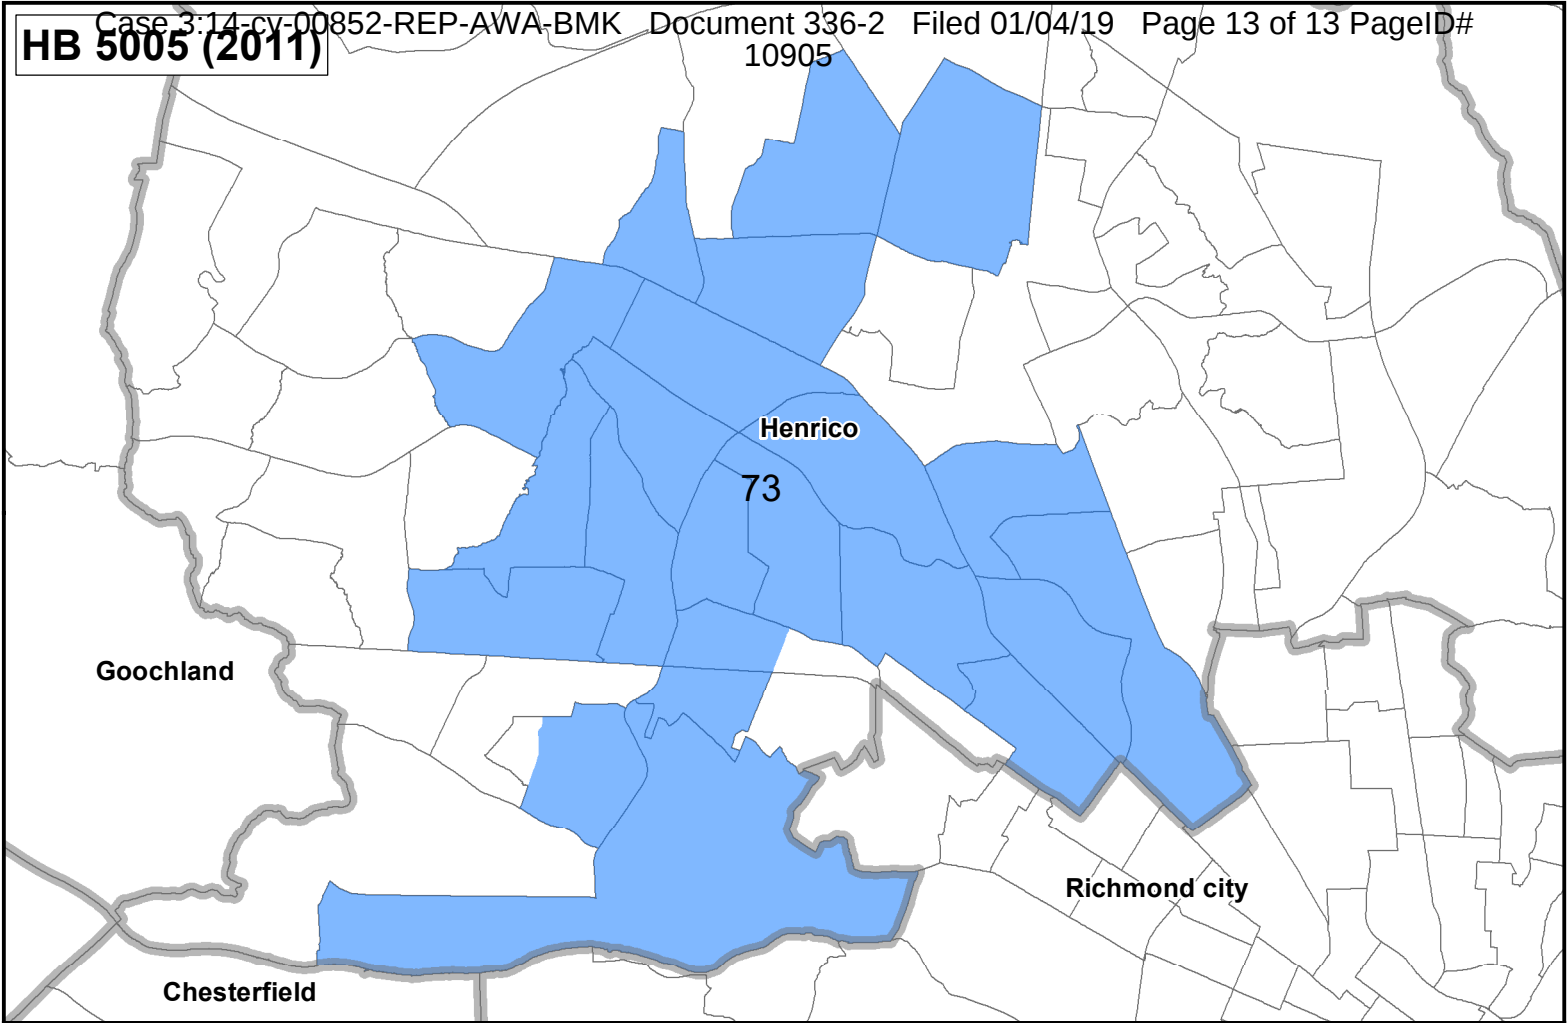 Case 3:14-cv-00852-REP-AWA-BMK Document 336-2 Filed 01/04/19 Page 13 of 13 PageID#
10905
HB 5005 (2011)
Henrico
73
Goochland
Richmond city
Chesterfield